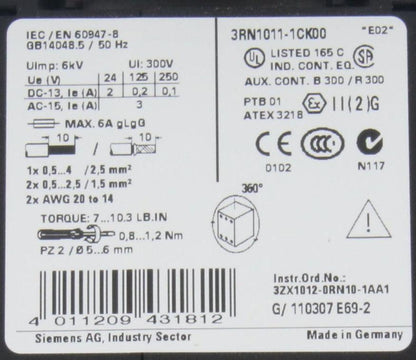 IEC / EN 60947-8
GB14048.5 / 50 Hz
UImp: 6kV UI: 300V
Ue (V) 24 125 250
DC-13, Ie (A) 2 0,2 0,1
AC-15, Ie (A) 3
MAX. 6A gLgG
10 / 10
1x 0,5...4 / 2,5 mm²
2x 0,5...2,5 / 1,5 mm²
2x AWG 20 to 14
TORQUE: 7...10.3 LB.IN
0,8...1,2 Nm
PZ 2 / Ø 5...6 mm
4 011209 431812
Siemens AG, Industry Sector
3RN1011-1CK00 "E02"
UL LISTED 165 C SA
IND. CONT. EQ.
AUX. CONT. B 300 / R 300
PTB 01 Ex II(2)G
ATEX 3218
CE CCC
0102 N117
360°
Instr.Ord.No.:
3ZX1012-0RN10-1AA1
G/ 110307 E69-2
Made in Germany